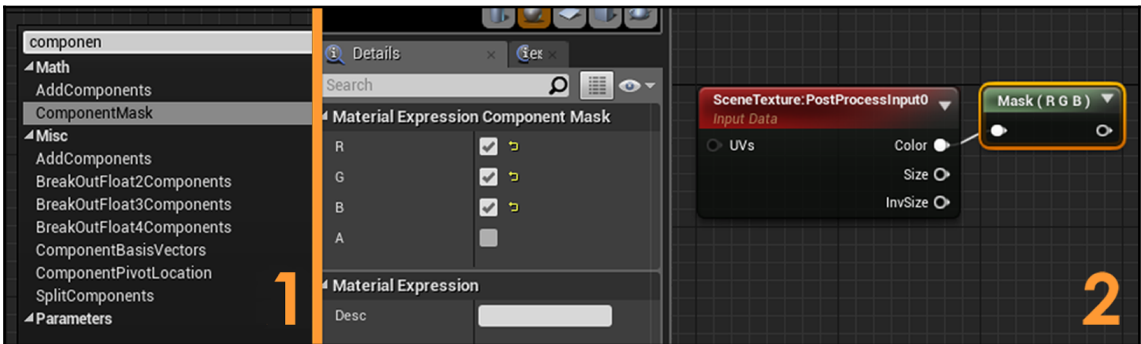 componen
Math
AddComponents
ComponentMask
Misc
AddComponents
BreakOutFloat2Components
BreakOutFloat3Components
BreakOutFloat4Components
ComponentBasisVectors
ComponentPivotLocation
SplitComponents
Parameters
1
Details
Search
Material Expression Component Mask
R
G
B
A
Material Expression
Desc
SceneTexture:PostProcessInput0
Input Data
UVs Color
Size
InvSize
Mask ( R G B )
2